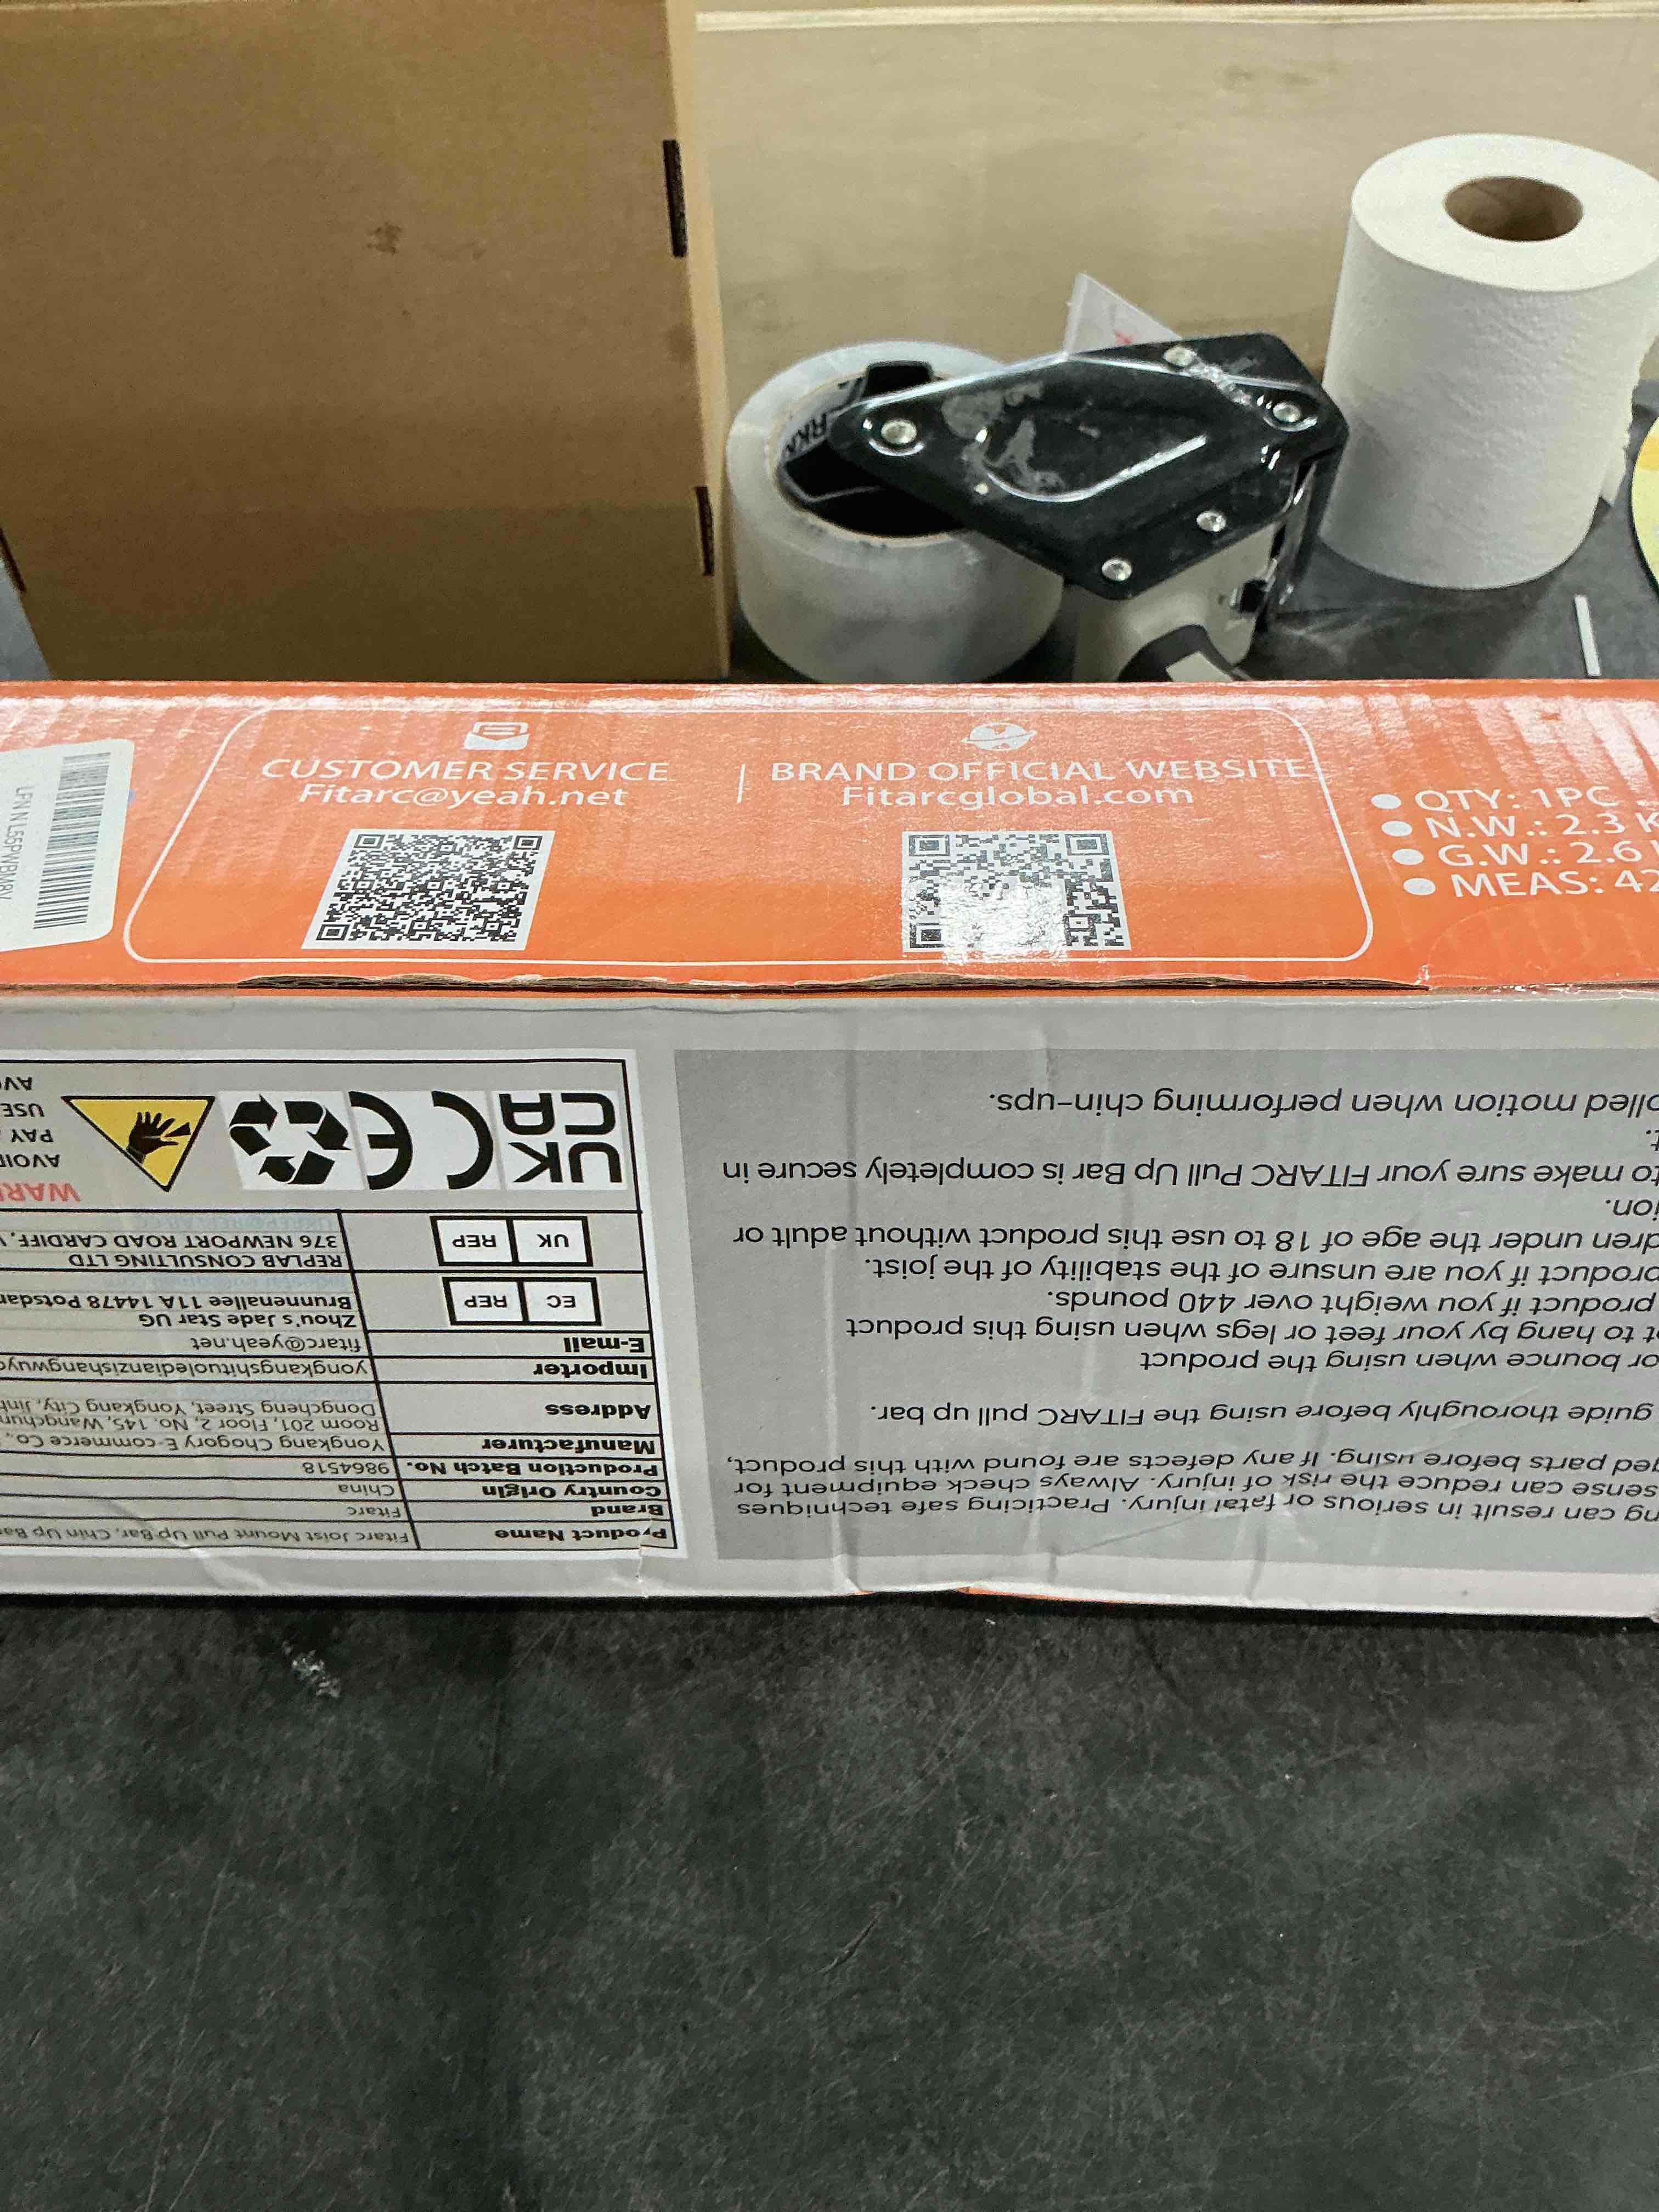 RK
LPN N L55PWBM8V
CUSTOMER SERVICE
Fitarc@yeah.net
BRAND OFFICIAL WEBSITE
Fitarcglobal.com
QTY: 1PC
N.W.: 2.3 K
G.W.: 2.6
MEAS: 42
ng can result in serious or fatal injury. Practicing safe techniques
sense can reduce the risk of injury. Always check equipment for
ged parts before using. If any defects are found with this product,
guide thoroughly before using the FITARC pull up bar.
or bounce when using the product
ot to hang by your feet or legs when using this product
product if you weight over 440 pounds.
product if you are unsure of the stability of the joist.
dren under the age of 18 to use this product without adult or
ion.
to make sure your FITARC Pull Up Bar is completely secure in
t.
olled motion when performing chin-ups.
Product Name Fitarc Joist Mount Pull Up Bar, Chin Up Ba
Brand Fitarc
Country Origin China
Production Batch No. 9864518
Manufacturer Yongkang Chogory E-commerce Co.,
Address Room 201, Floor 2, No. 145, Wangchun
Dongcheng Street, Yongkang City, Jinh
Importer yongkangshituoledianzishangwuy
E-mail fitarc@yeah.net
EC REP Zhou's Jade Star UG
Brunnenallee 11A 14478 Potsda
UK REP REPLAB CONSULTING LTD
376 NEWPORT ROAD CARDIFF,
UK
CA
CE
WAR
AVOI
PAY
USE
AV